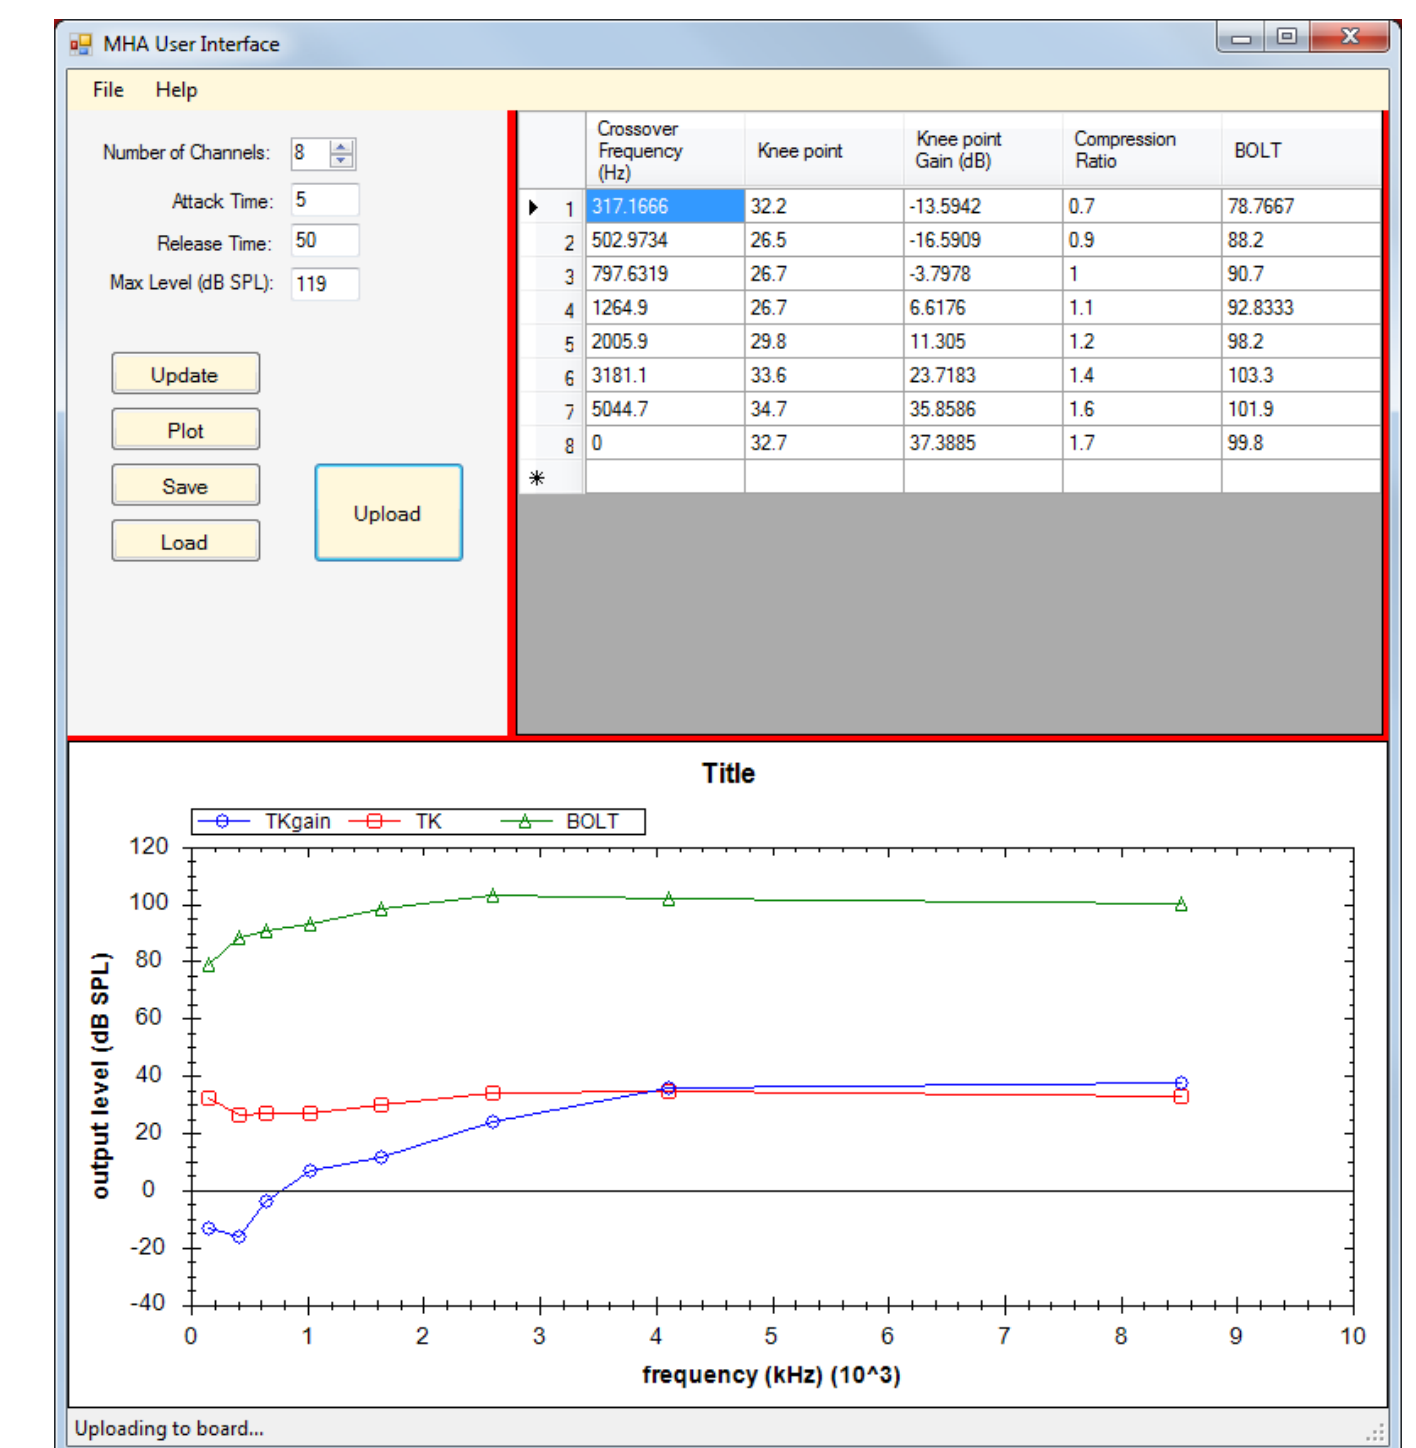 MHA User Interface
File Help
Number of Channels: 8
Attack Time: 5
Release Time: 50
Max Level (dB SPL): 119
Update
Plot
Save
Load
Upload
Crossover Frequency (Hz) Knee point Knee point Gain (dB) Compression Ratio BOLT
1 317.1666 32.2 -13.5942 0.7 78.7667
2 502.9734 26.5 -16.5909 0.9 88.2
3 797.6319 26.7 -3.7978 1 90.7
4 1264.9 26.7 6.6176 1.1 92.8333
5 2005.9 29.8 11.305 1.2 98.2
6 3181.1 33.6 23.7183 1.4 103.3
7 5044.7 34.7 35.8586 1.6 101.9
8 0 32.7 37.3885 1.7 99.8
Title
TKgain TK BOLT
120
100
80
60
40
20
0
-20
-40
output level (dB SPL)
0 1 2 3 4 5 6 7 8 9 10
frequency (kHz) (10^3)
Uploading to board...